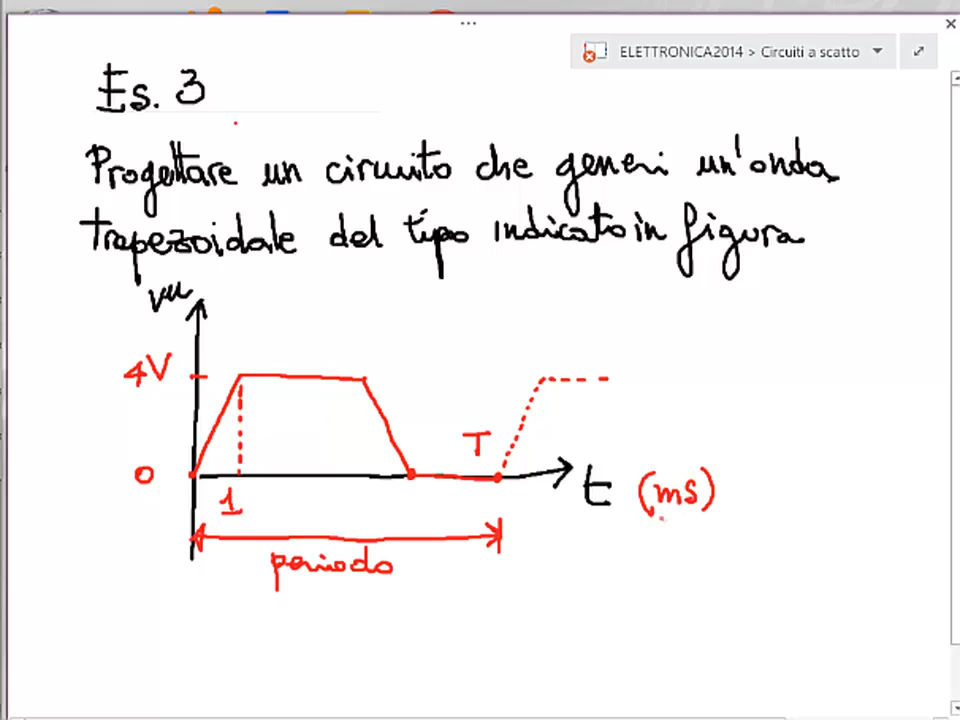 ELETTRONICA2014 > Circuiti a scatto
Es. 3
Progettare un circuito che generi un'onda
trapezoidale del tipo indicato in figura
vu
4V
T
0
1
t (ms)
periodo